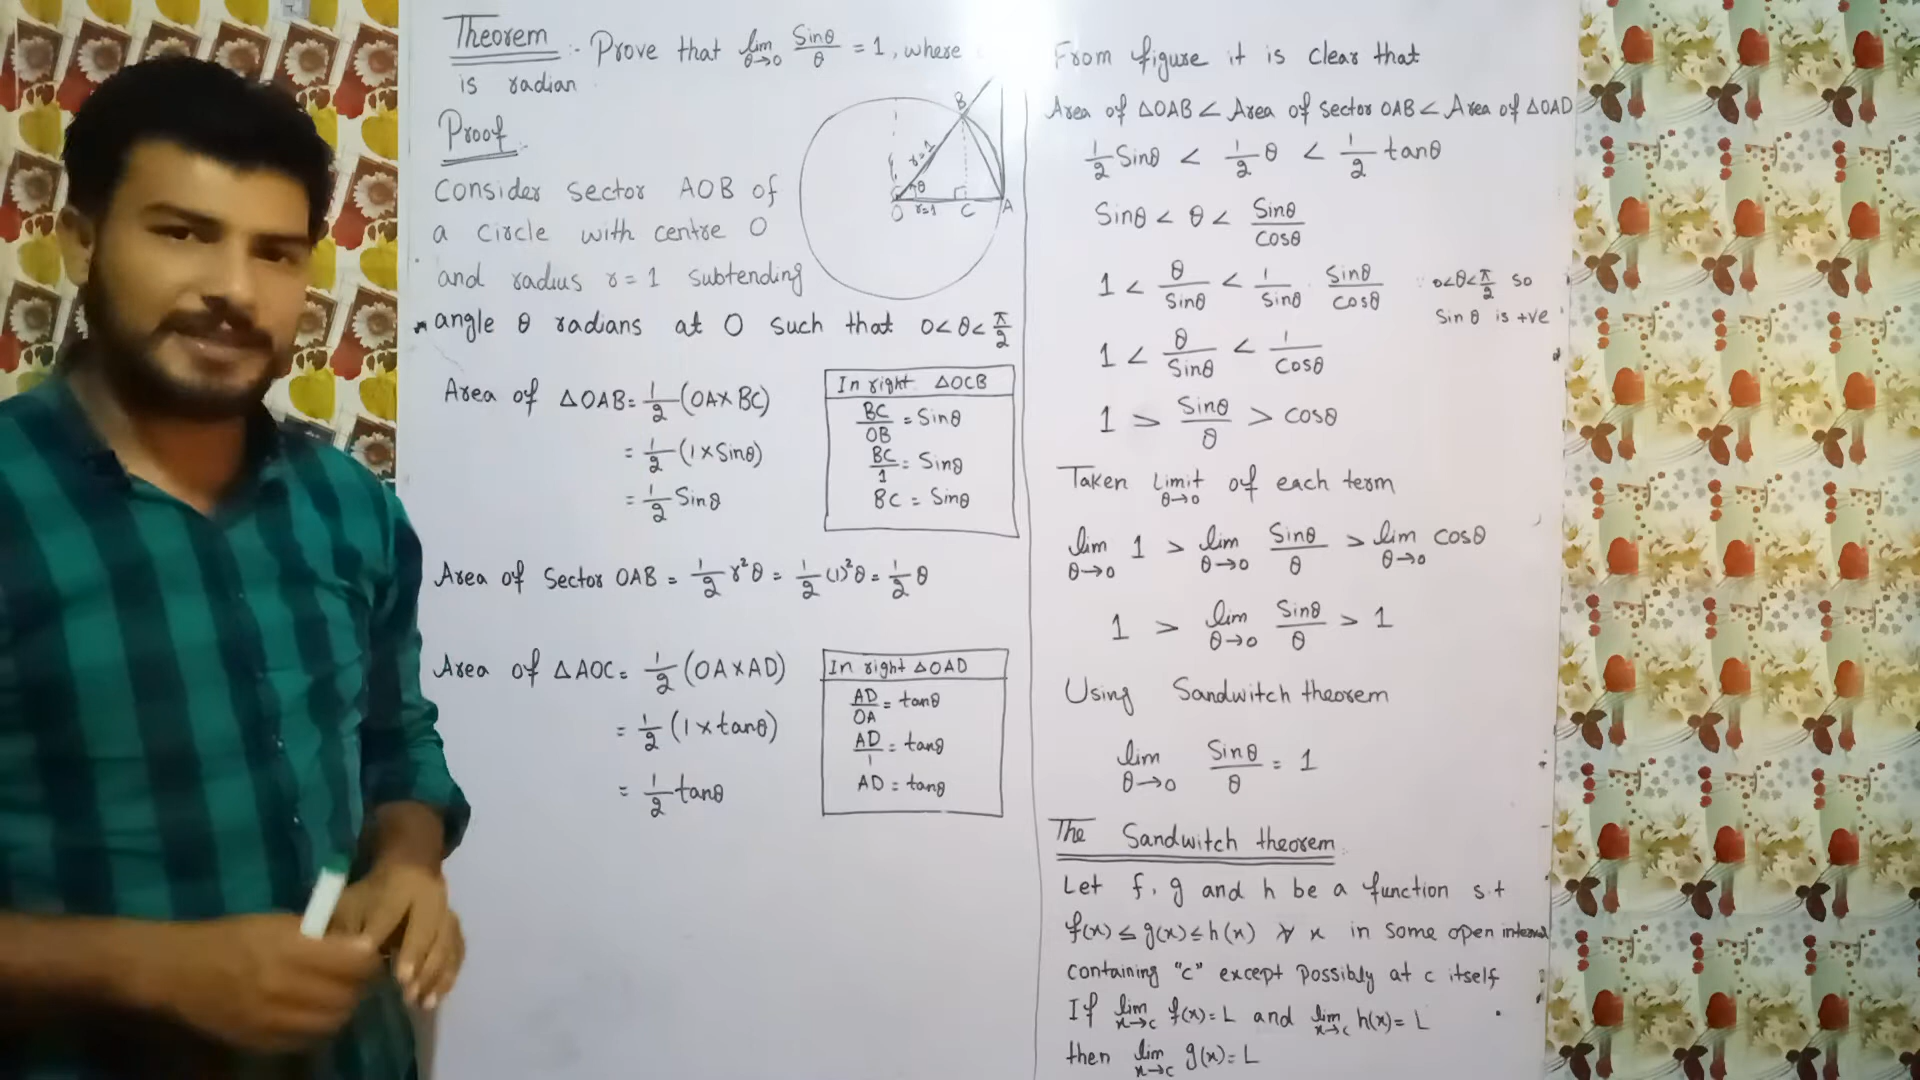 Theorem :- Prove that lim θ→0 Sinθ/θ = 1, where
is radian
Proof:
Consider sector AOB of
a circle with centre O
and radius r = 1 subtending
angle θ radians at O such that 0<θ<π/2
B
r=1
θ
O r=1 C A
Area of △OAB = 1/2 (OA×BC)
= 1/2 (1×Sinθ)
= 1/2 Sinθ
In right △OCB
BC/OB = Sinθ
BC/1 = Sinθ
BC = Sinθ
Area of Sector OAB = 1/2 r²θ = 1/2 (1)²θ = 1/2 θ
Area of △AOC = 1/2 (OA×AD)
= 1/2 (1×tanθ)
= 1/2 tanθ
In right △OAD
AD/OA = tanθ
AD/1 = tanθ
AD = tanθ
From figure it is clear that
Area of △OAB < Area of sector OAB < Area of △OAD
1/2 Sinθ < 1/2 θ < 1/2 tanθ
Sinθ < θ < Sinθ/Cosθ
1 < θ/Sinθ < 1/Sinθ . Sinθ/Cosθ ∵ 0<θ<π/2 so
Sin θ is +ve
1 < θ/Sinθ < 1/Cosθ
1 > Sinθ/θ > Cosθ
Taken Limit θ→0 of each term
lim θ→0 1 > lim θ→0 Sinθ/θ > lim θ→0 Cosθ
1 > lim θ→0 Sinθ/θ > 1
Using Sandwitch theorem
lim θ→0 Sinθ/θ = 1
The Sandwitch theorem
Let f, g and h be a function s.t
f(x) ≤ g(x) ≤ h(x) ∀ x in some open interval
containing "c" except possibly at c itself
If lim x→c f(x) = L and lim x→c h(x) = L
then lim x→c g(x) = L